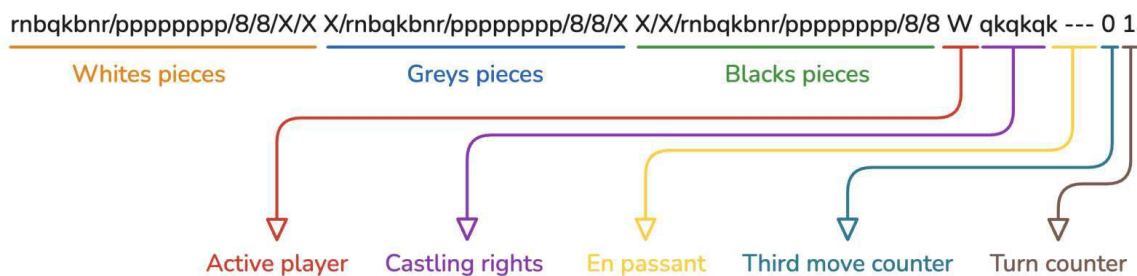 rnbqkbnr/pppppppp/8/8/X/X X/rnbqkbnr/pppppppp/8/8/X X/X/rnbqkbnr/pppppppp/8/8 W qkqkqk --- 0 1
Whites pieces Greys pieces Blacks pieces
Active player Castling rights En passant Third move counter Turn counter